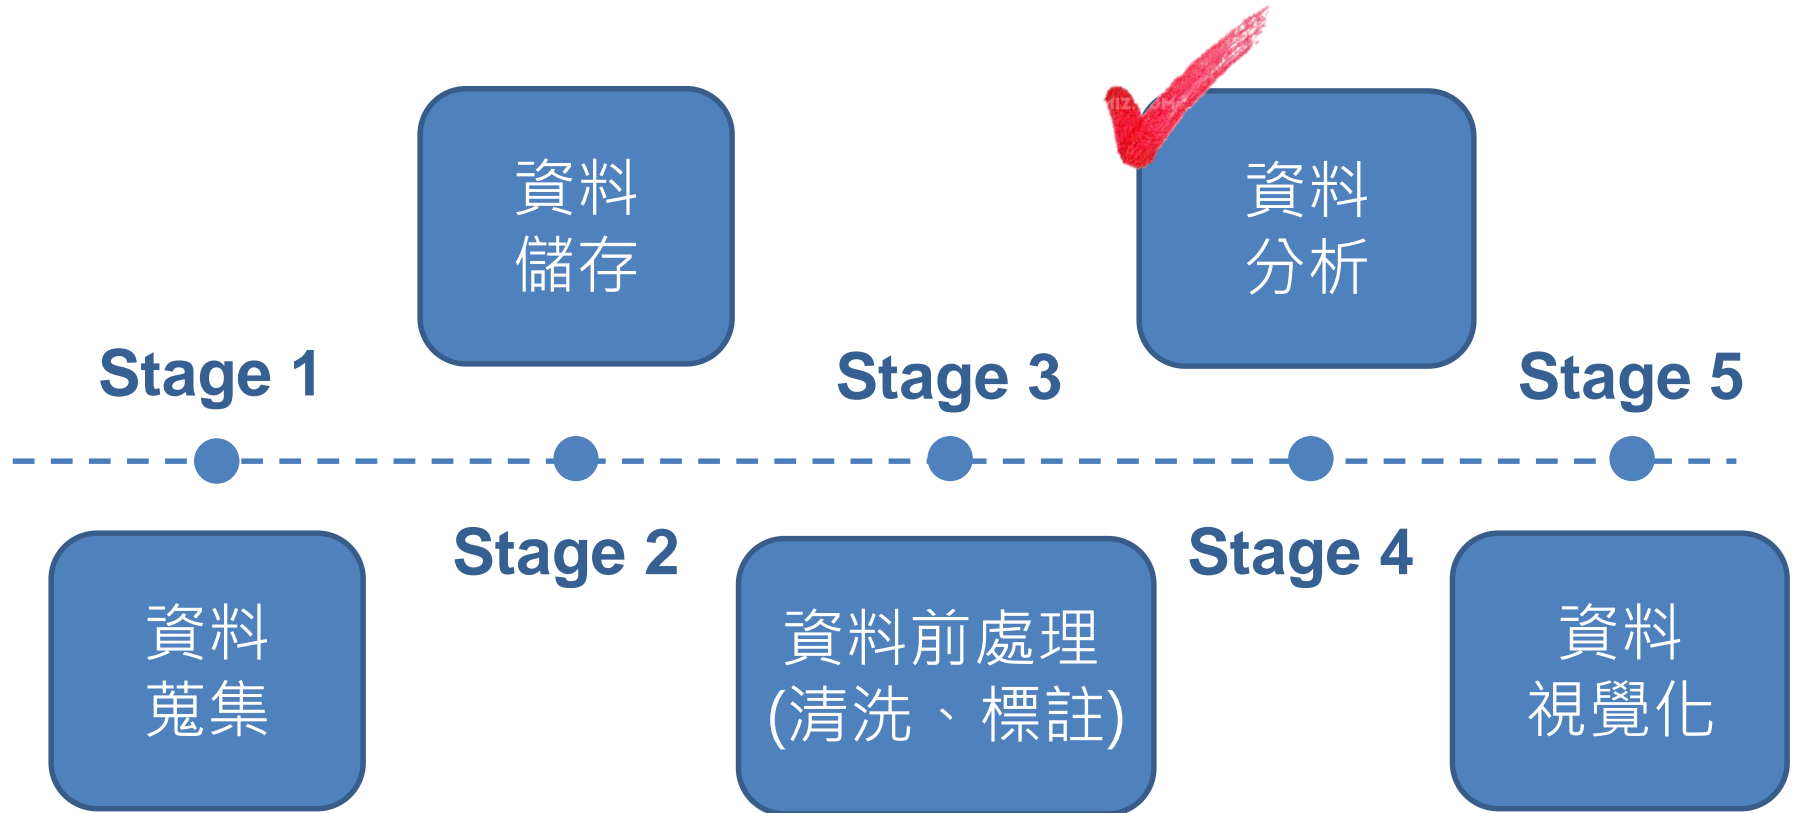 Stage 1
資料
蒐集
Stage 2
資料
儲存
Stage 3
資料前處理
(清洗、標註)
Stage 4
資料
分析
Stage 5
資料
視覺化